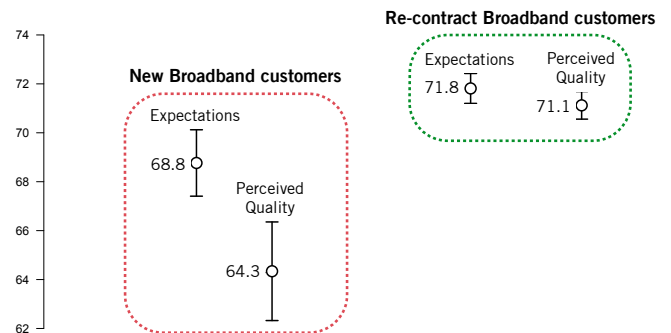 Re-contract Broadband customers
New Broadband customers
Expectations
68.8
Perceived
Quality
64.3
Expectations
71.8
Perceived
Quality
71.1
74
72
70
68
66
64
62